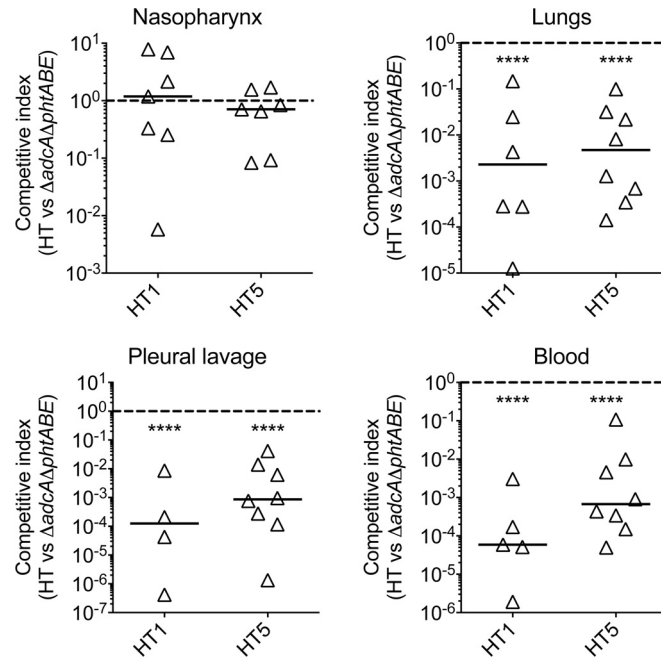 Nasopharynx
Competitive index
(HT vs ΔadcAΔphtABE)
10^1
10^0
10^-1
10^-2
10^-3
HT1
HT5
Lungs
Competitive index
(HT vs ΔadcAΔphtABE)
10^0
10^-1
10^-2
10^-3
10^-4
10^-5
**** ****
HT1
HT5
Pleural lavage
Competitive index
(HT vs ΔadcAΔphtABE)
10^1
10^0
10^-1
10^-2
10^-3
10^-4
10^-5
10^-6
10^-7
**** ****
HT1
HT5
Blood
Competitive index
(HT vs ΔadcAΔphtABE)
10^0
10^-1
10^-2
10^-3
10^-4
10^-5
10^-6
**** ****
HT1
HT5